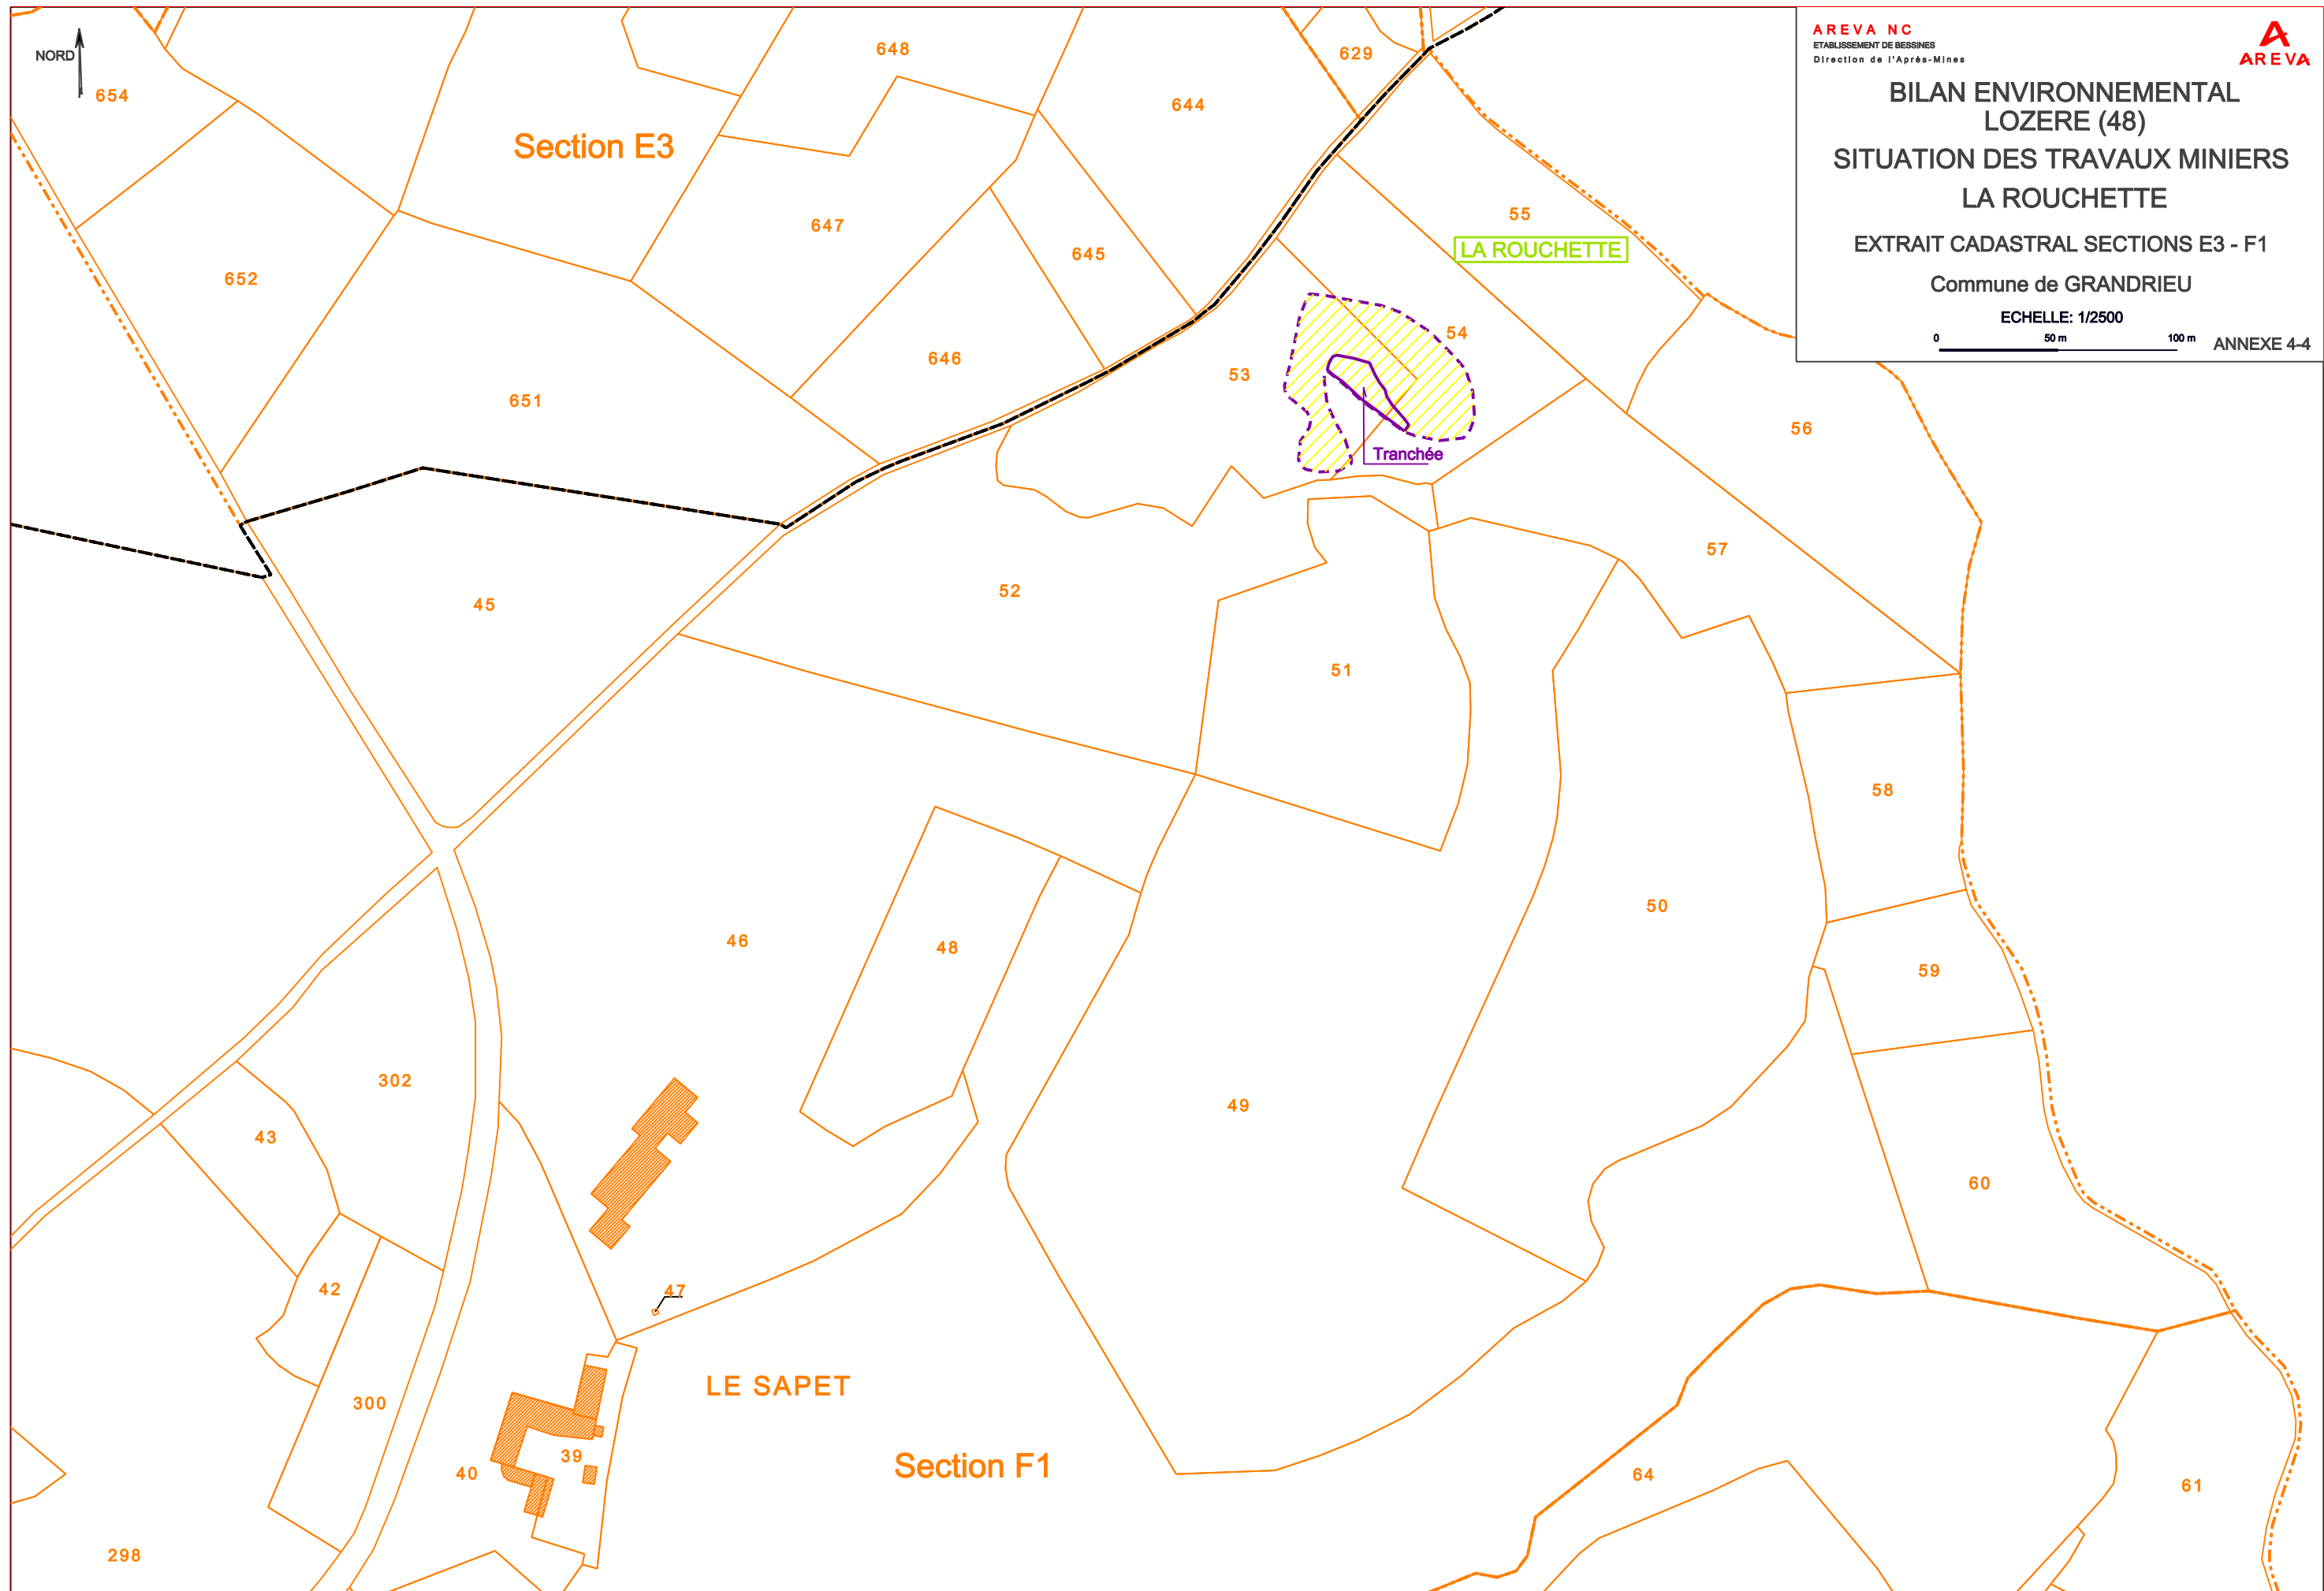 NORD
AREVA NC
ETABLISSEMENT DE BESSINES
Direction de l'Après-Mines
AREVA
BILAN ENVIRONNEMENTAL
LOZERE (48)
SITUATION DES TRAVAUX MINIERS
LA ROUCHETTE
EXTRAIT CADASTRAL SECTIONS E3 - F1
Commune de GRANDRIEU
ECHELLE: 1/2500
0 50 m 100 m
ANNEXE 4-4
648
629
654
644
Section E3
55
647
LA ROUCHETTE
645
652
54
646
53
651
56
Tranchée
57
52
45
51
58
50
46
48
59
302
49
43
60
42
47
LE SAPET
300
39
Section F1
40
64
61
298